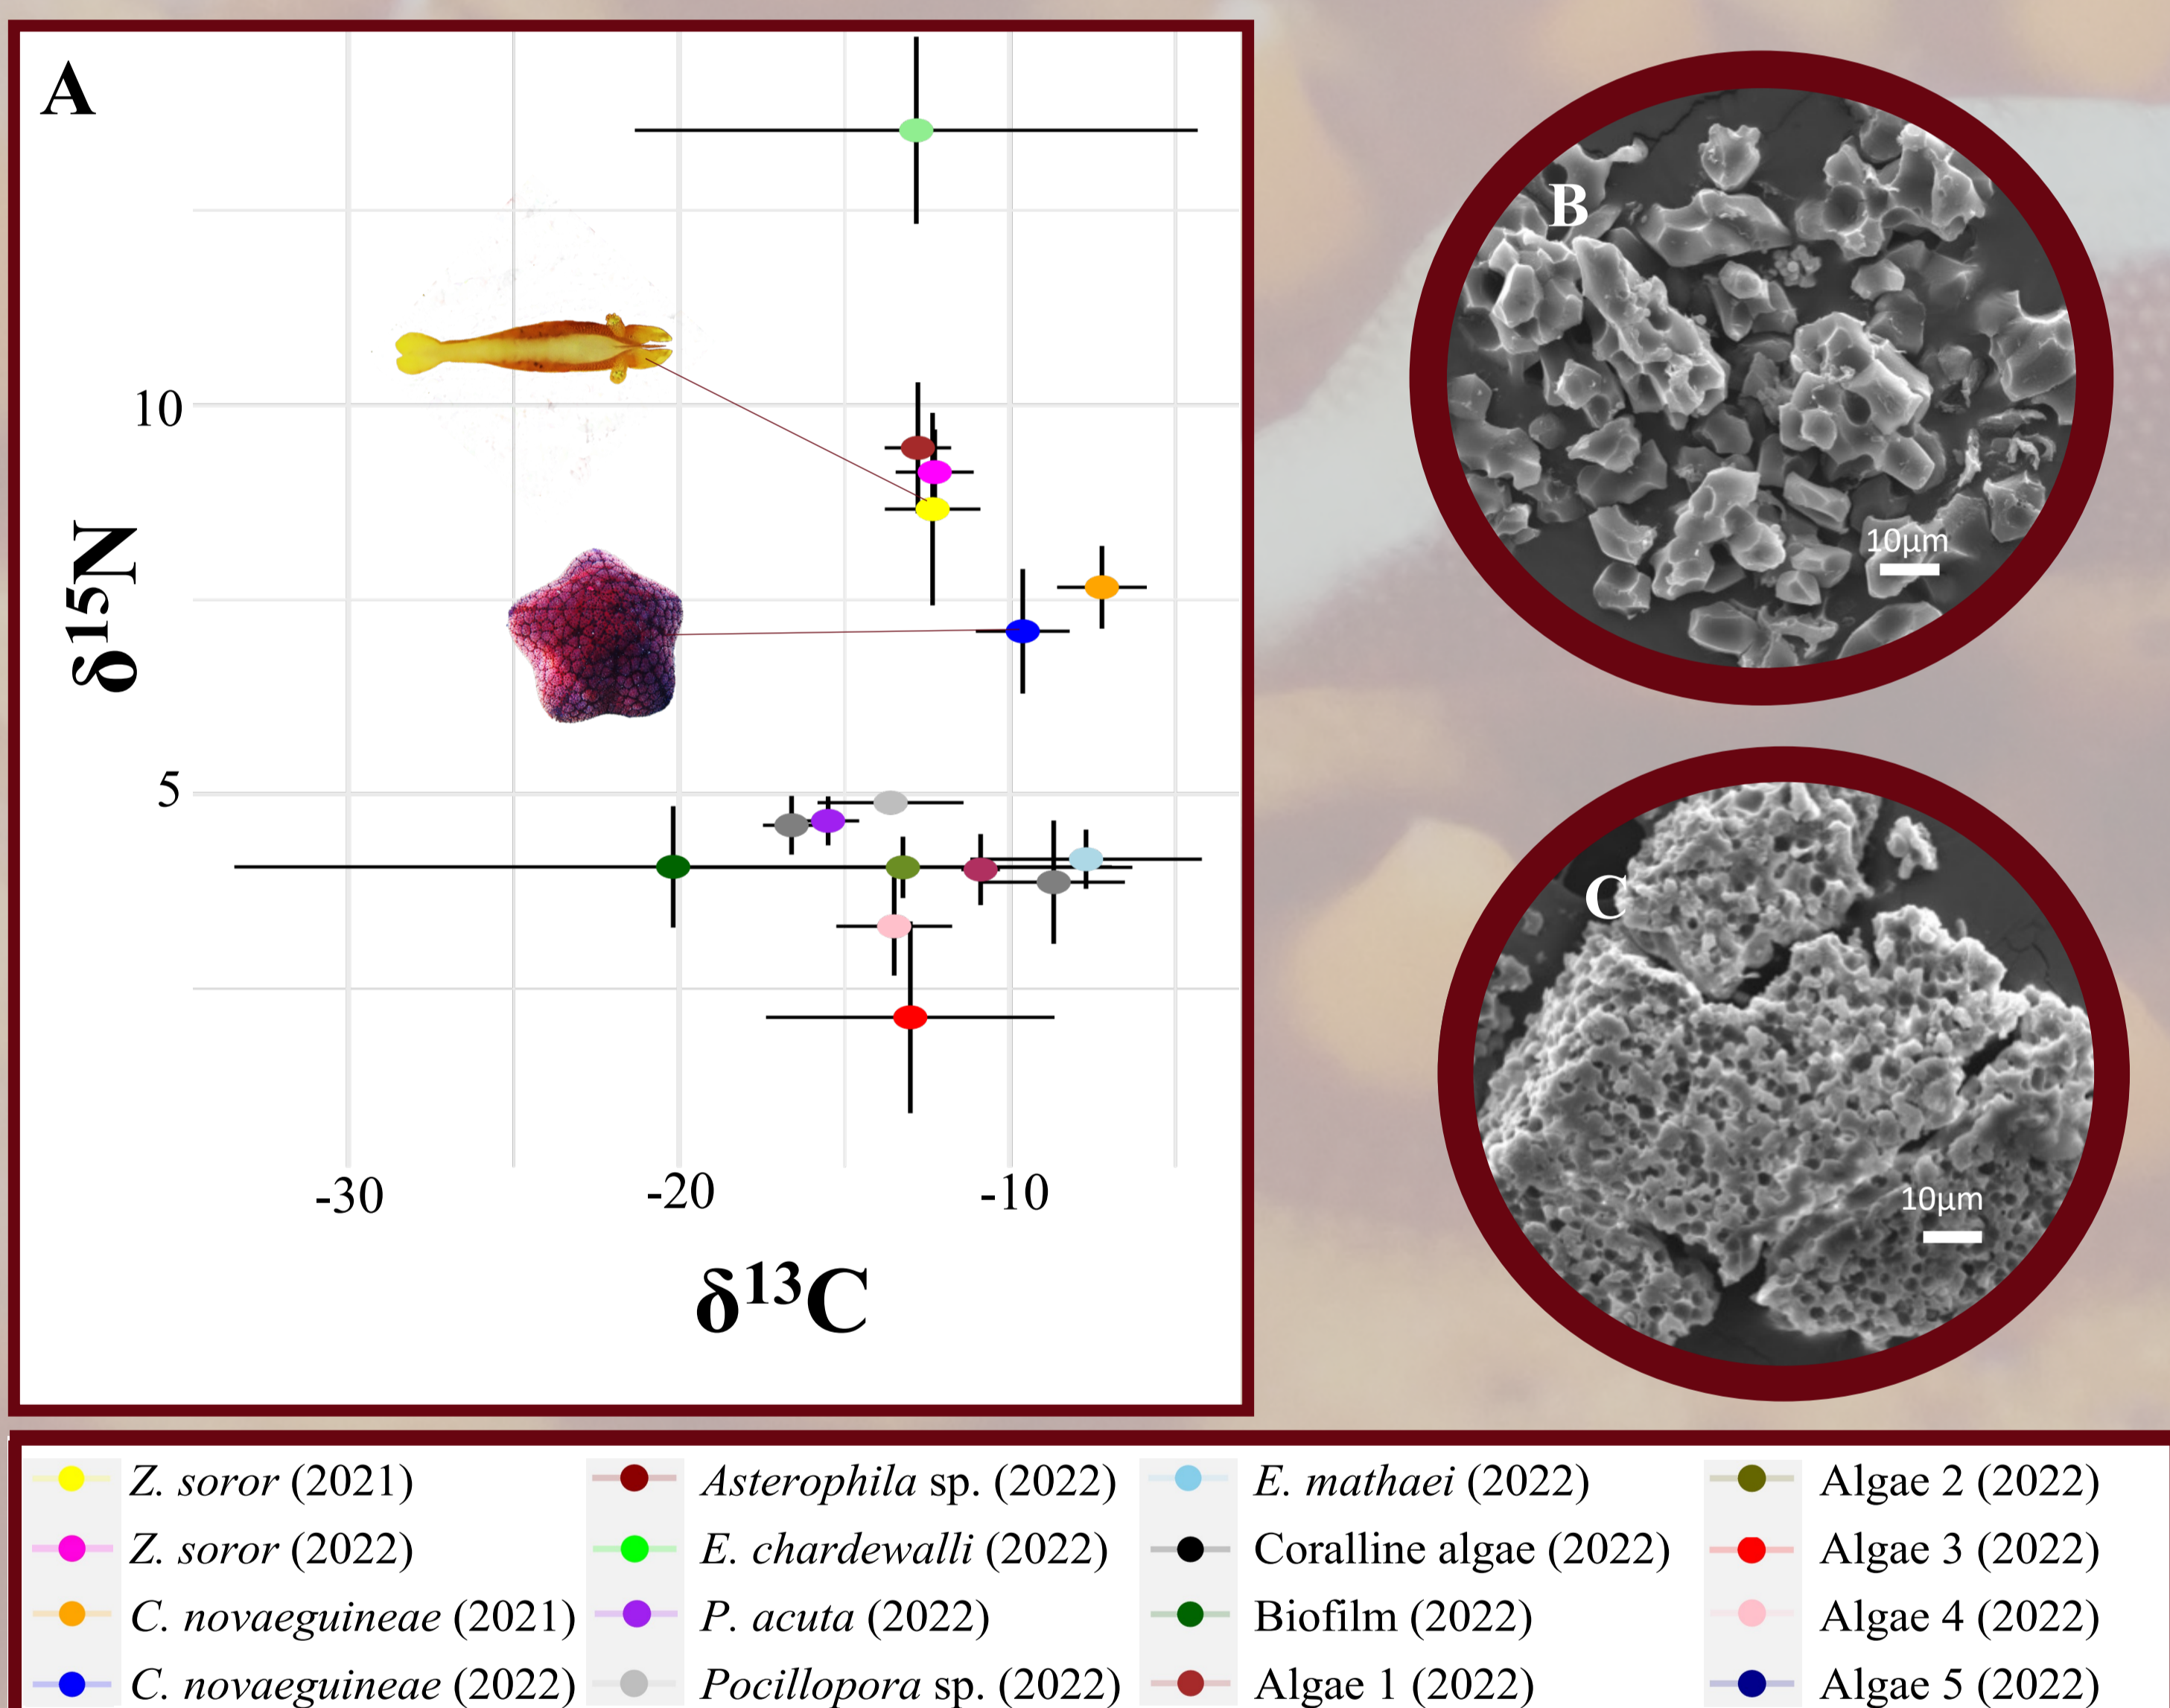 A
10
5
δ¹⁵N
-30
-20
-10
δ¹³C
B
10µm
C
10µm
Z. soror (2021)
Z. soror (2022)
C. novaeguineae (2021)
C. novaeguineae (2022)
Asterophila sp. (2022)
E. chardewalli (2022)
P. acuta (2022)
Pocillopora sp. (2022)
E. mathaei (2022)
Coralline algae (2022)
Biofilm (2022)
Algae 1 (2022)
Algae 2 (2022)
Algae 3 (2022)
Algae 4 (2022)
Algae 5 (2022)